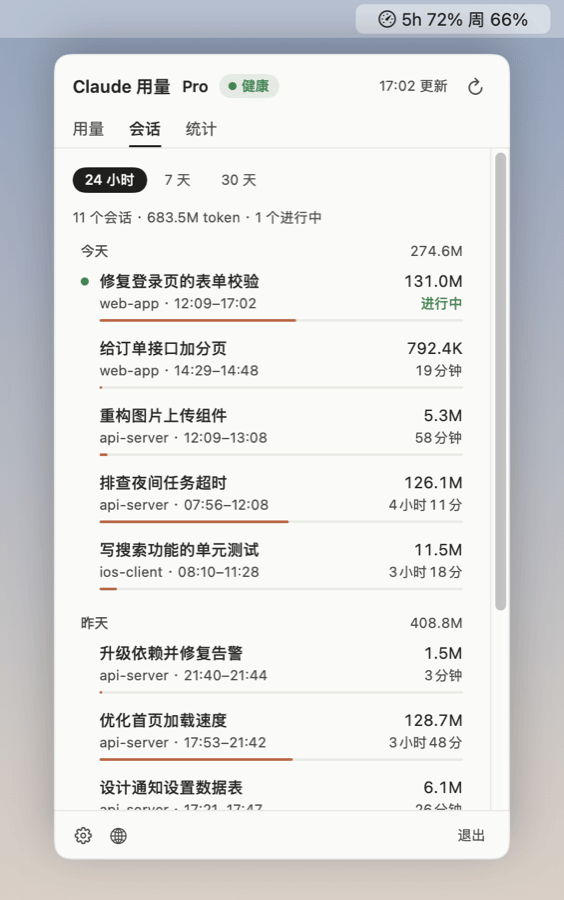 5h 72% 周 66%
Claude 用量 Pro 健康 17:02 更新
用量 会话 统计
24 小时 7 天 30 天
11 个会话 · 683.5M token · 1 个进行中
今天 274.6M
修复登录页的表单校验 131.0M
web-app · 12:09–17:02 进行中
给订单接口加分页 792.4K
web-app · 14:29–14:48 19分钟
重构图片上传组件 5.3M
api-server · 12:09–13:08 58分钟
排查夜间任务超时 126.1M
api-server · 07:56–12:08 4小时11分
写搜索功能的单元测试 11.5M
ios-client · 08:10–11:28 3小时18分
昨天 408.8M
升级依赖并修复告警 1.5M
api-server · 21:40–21:44 3分钟
优化首页加载速度 128.7M
api-server · 17:53–21:42 3小时48分
设计通知设置数据表 6.1M
api-server · 17:21–17:47 26分钟
退出